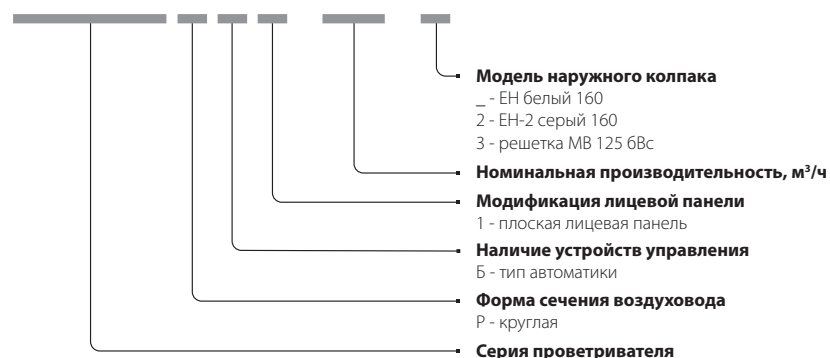 Модель наружного колпака
_ - ЕН белый 160
2 - ЕН-2 серый 160
3 - решетка МВ 125 бВс
Номинальная производительность, м³/ч
Модификация лицевой панели
1 - плоская лицевая панель
Наличие устройств управления
Б - тип автоматики
Форма сечения воздуховода
Р - круглая
Серия проветривателя